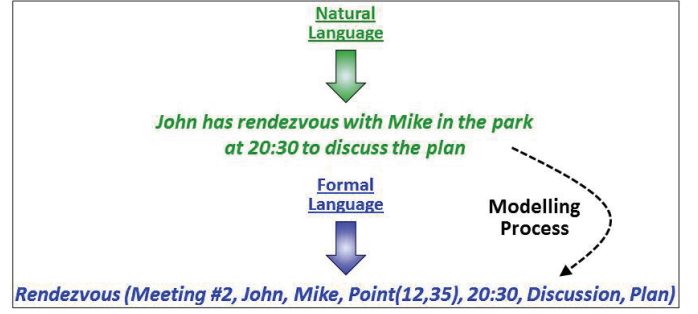 Natural
Language
John has rendezvous with Mike in the park
at 20:30 to discuss the plan
Formal
Language
Modelling
Process
Rendezvous (Meeting #2, John, Mike, Point(12,35), 20:30, Discussion, Plan)